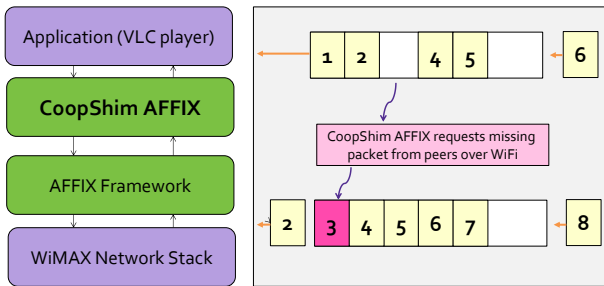 Application (VLC player)
CoopShim AFFIX
AFFIX Framework
WiMAX Network Stack
1 2 4 5 6
CoopShim AFFIX requests missing
packet from peers over WiFi
2 3 4 5 6 7 8